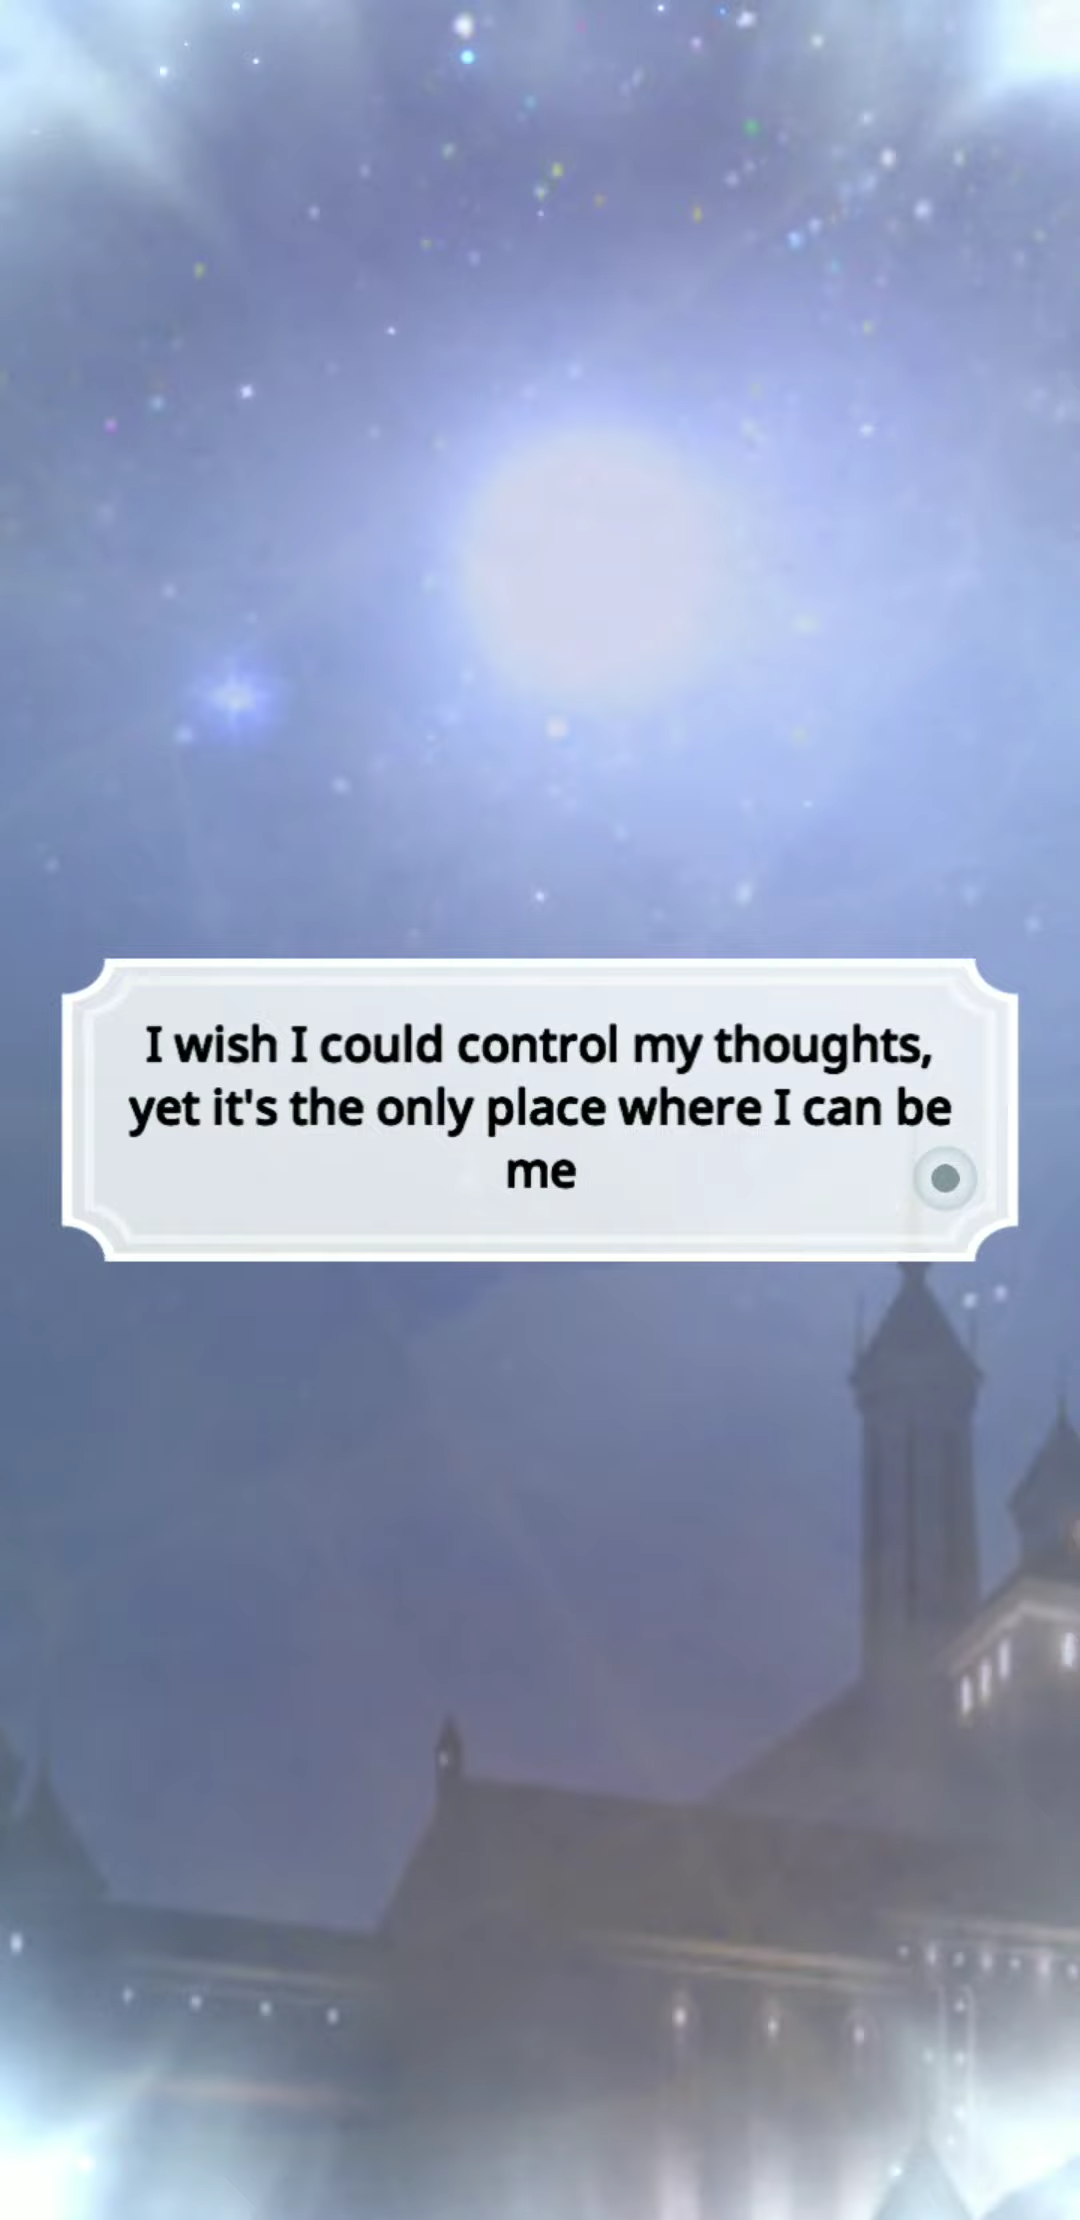 I wish I could control my thoughts,
yet it's the only place where I can be
me